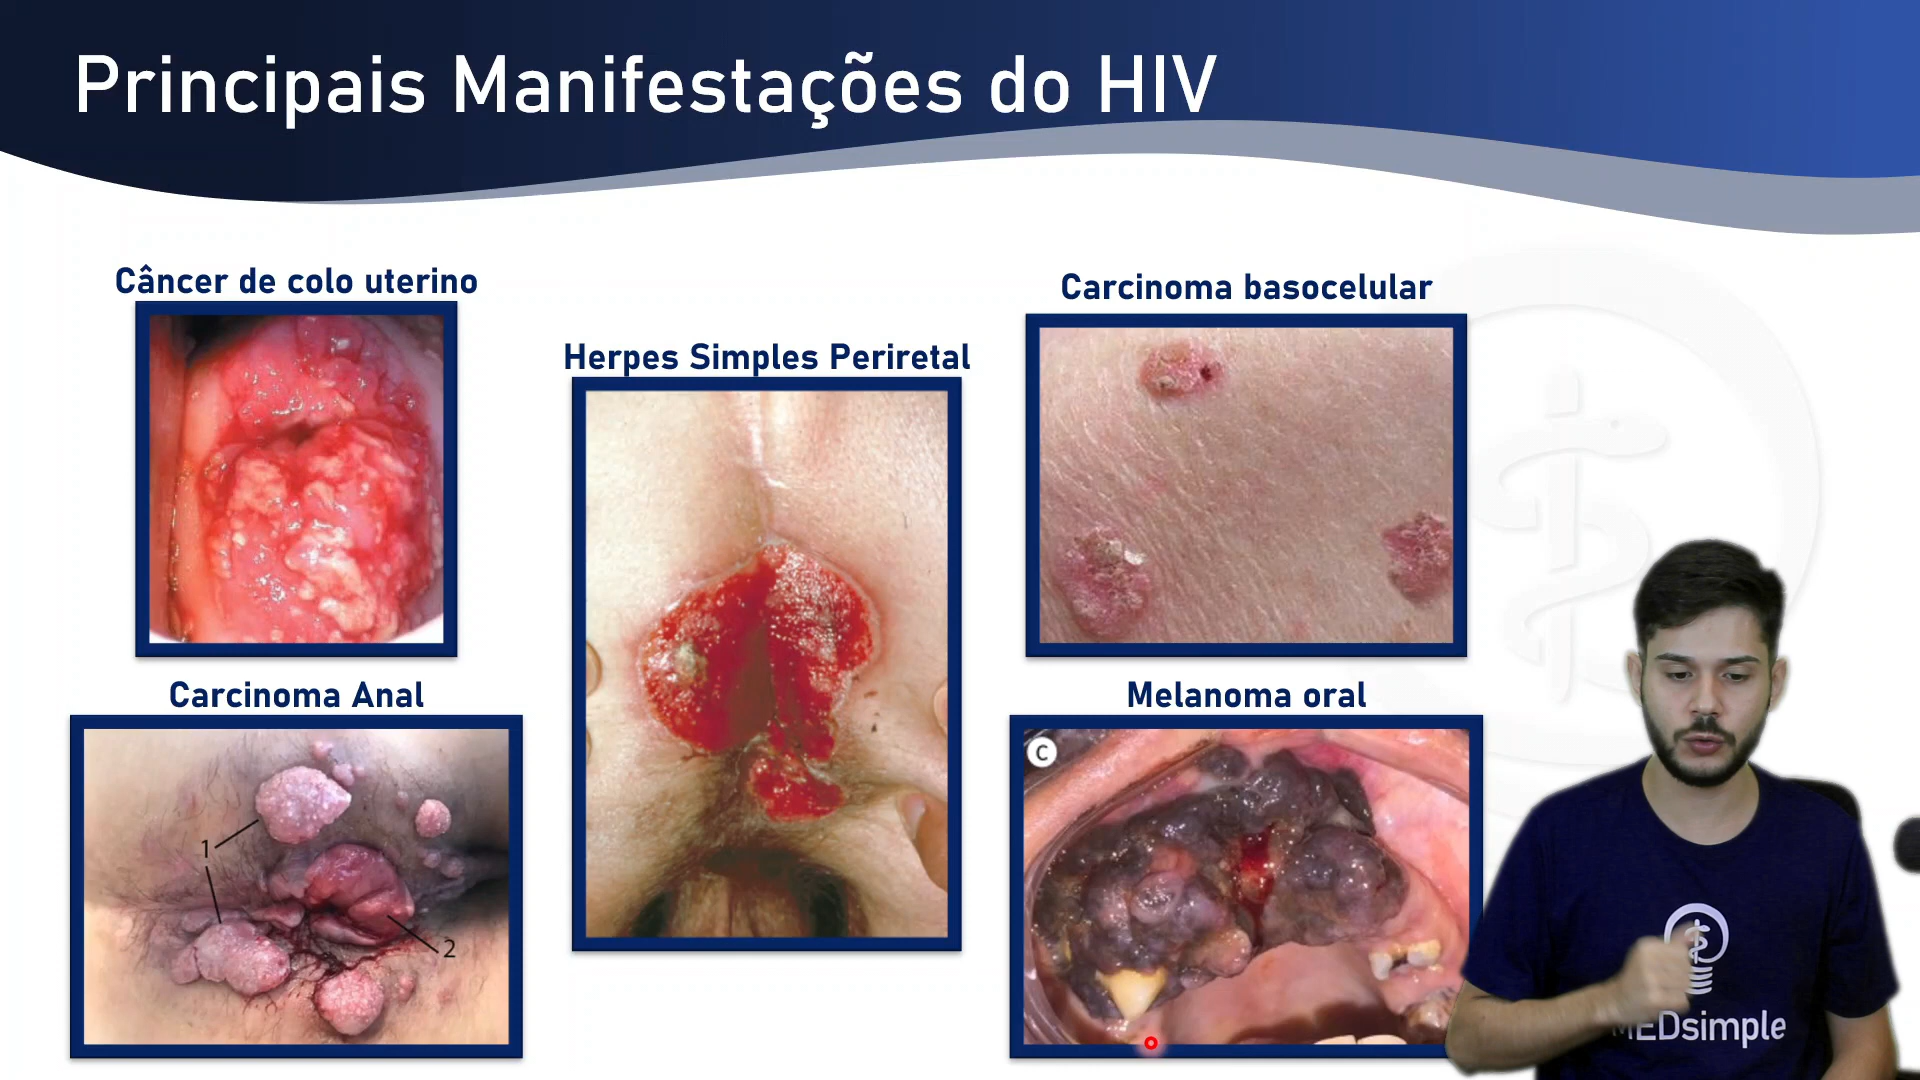 Principais Manifestações do HIV
Câncer de colo uterino
Herpes Simples Periretal
Carcinoma basocelular
Carcinoma Anal
1
2
Melanoma oral
C
MEDsimple